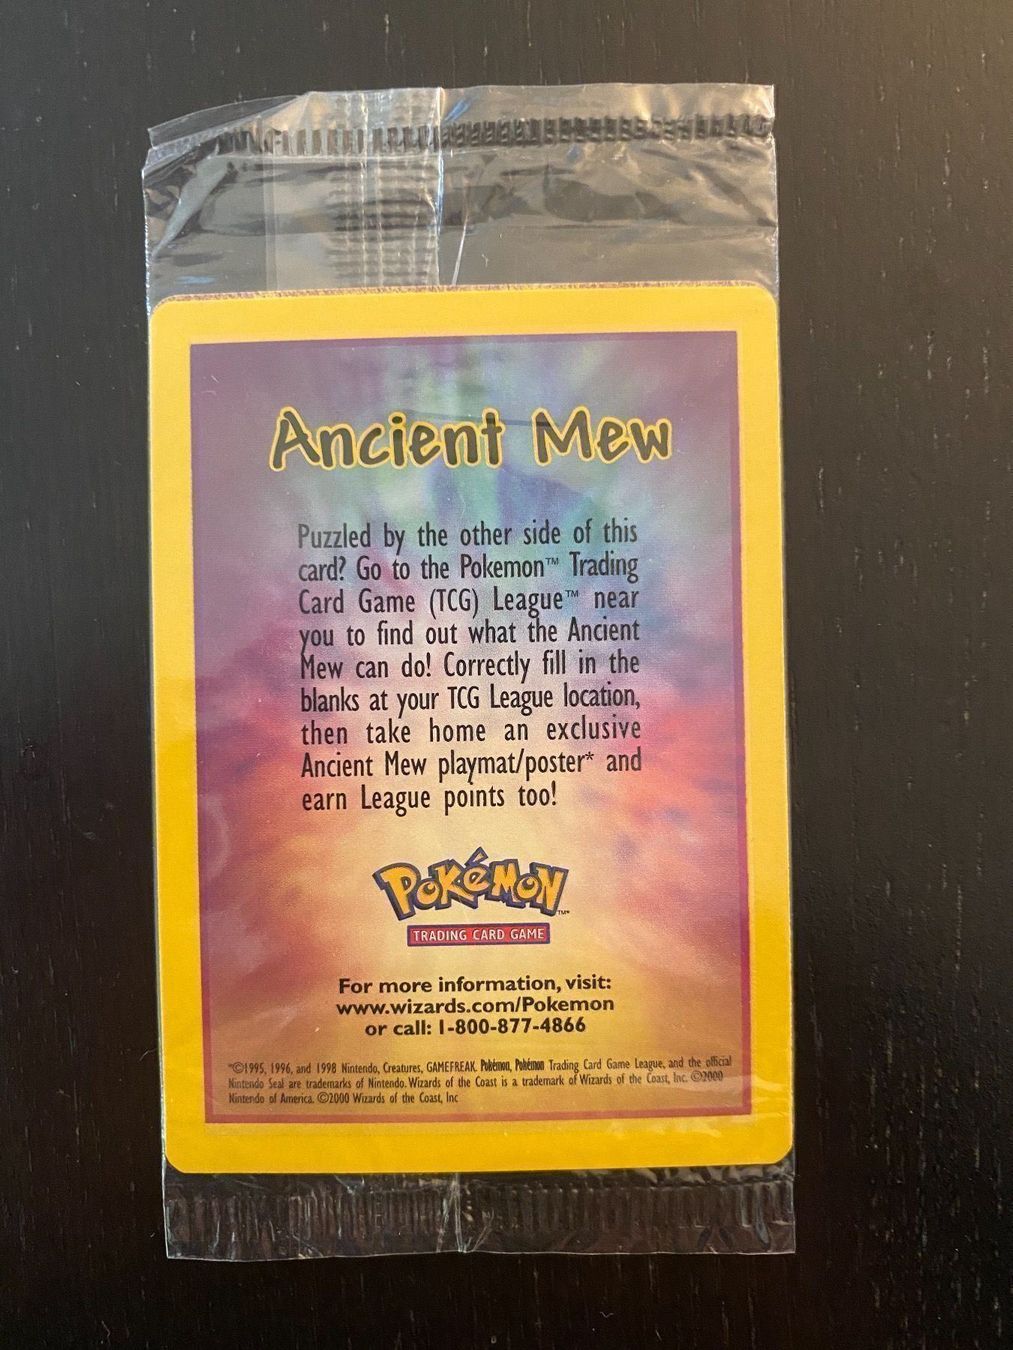 Ancient Mew
Puzzled by the other side of this
card? Go to the Pokemon™ Trading
Card Game (TCG) League™ near
you to find out what the Ancient
Mew can do! Correctly fill in the
blanks at your TCG League location,
then take home an exclusive
Ancient Mew playmat/poster* and
earn League points too!
POKéMON™
TRADING CARD GAME
For more information, visit:
www.wizards.com/Pokemon
or call: 1-800-877-4866
*©1995, 1996, and 1998 Nintendo, Creatures, GAMEFREAK. Pokémon, Pokémon Trading Card Game League, and the official
Nintendo Seal are trademarks of Nintendo. Wizards of the Coast is a trademark of Wizards of the Coast, Inc. ©2000
Nintendo of America. ©2000 Wizards of the Coast, Inc